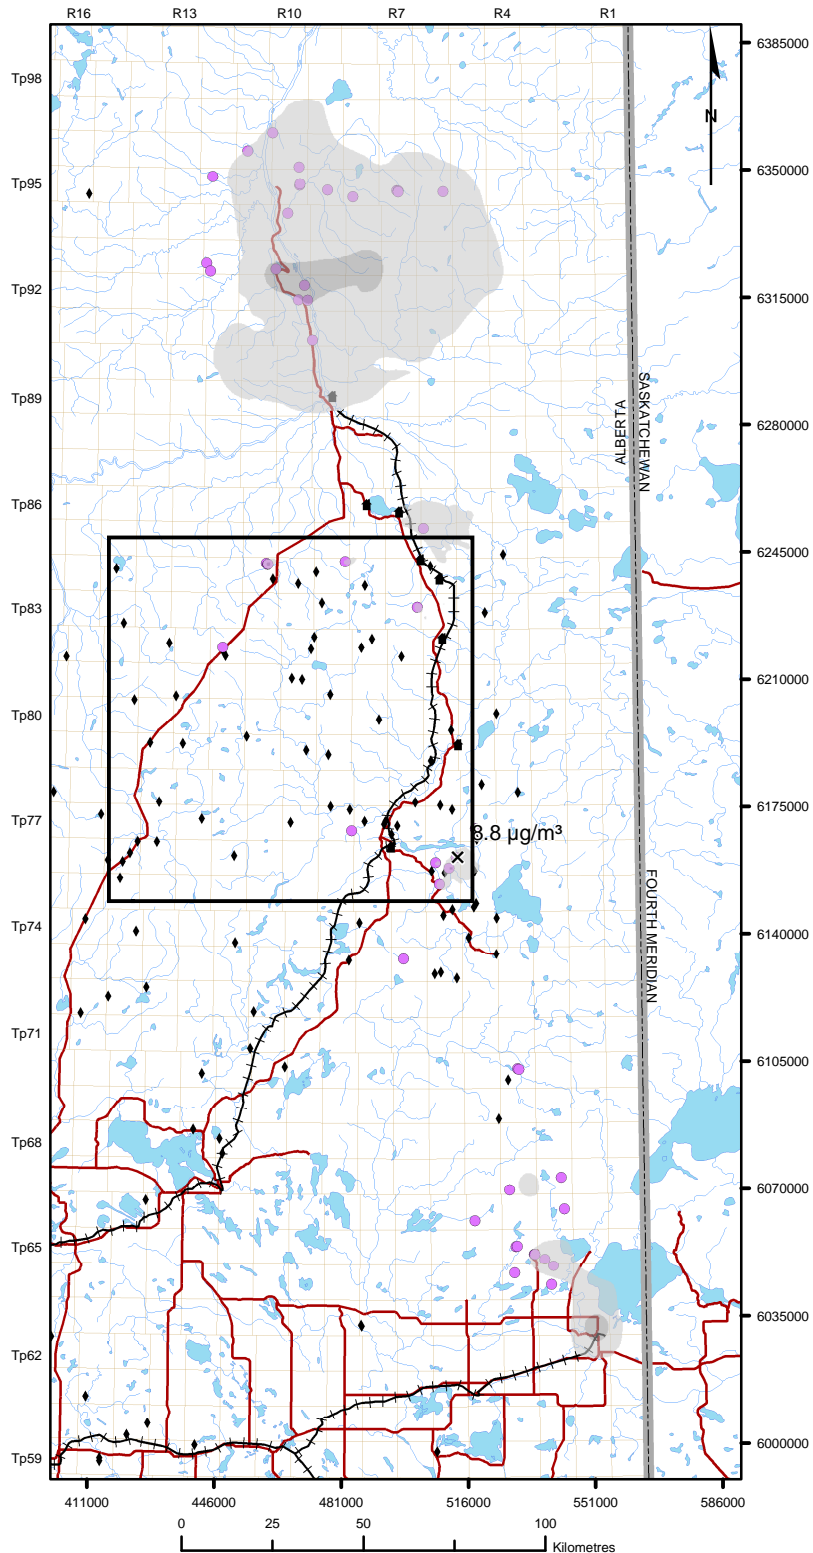 R16 R13 R10 R7 R4 R1
6385000
Tp98
N
6350000
Tp95
6315000
Tp92
Tp89
SASKATCHEWAN
ALBERTA
6280000
Tp86
6245000
Tp83
6210000
Tp80
6175000
Tp77
8.8 µg/m³
FOURTH MERIDIAN
Tp74
6140000
Tp71
6105000
Tp68
6070000
Tp65
6035000
Tp62
6000000
Tp59
411000 446000 481000 516000 551000 586000
0 25 50 100
Kilometres